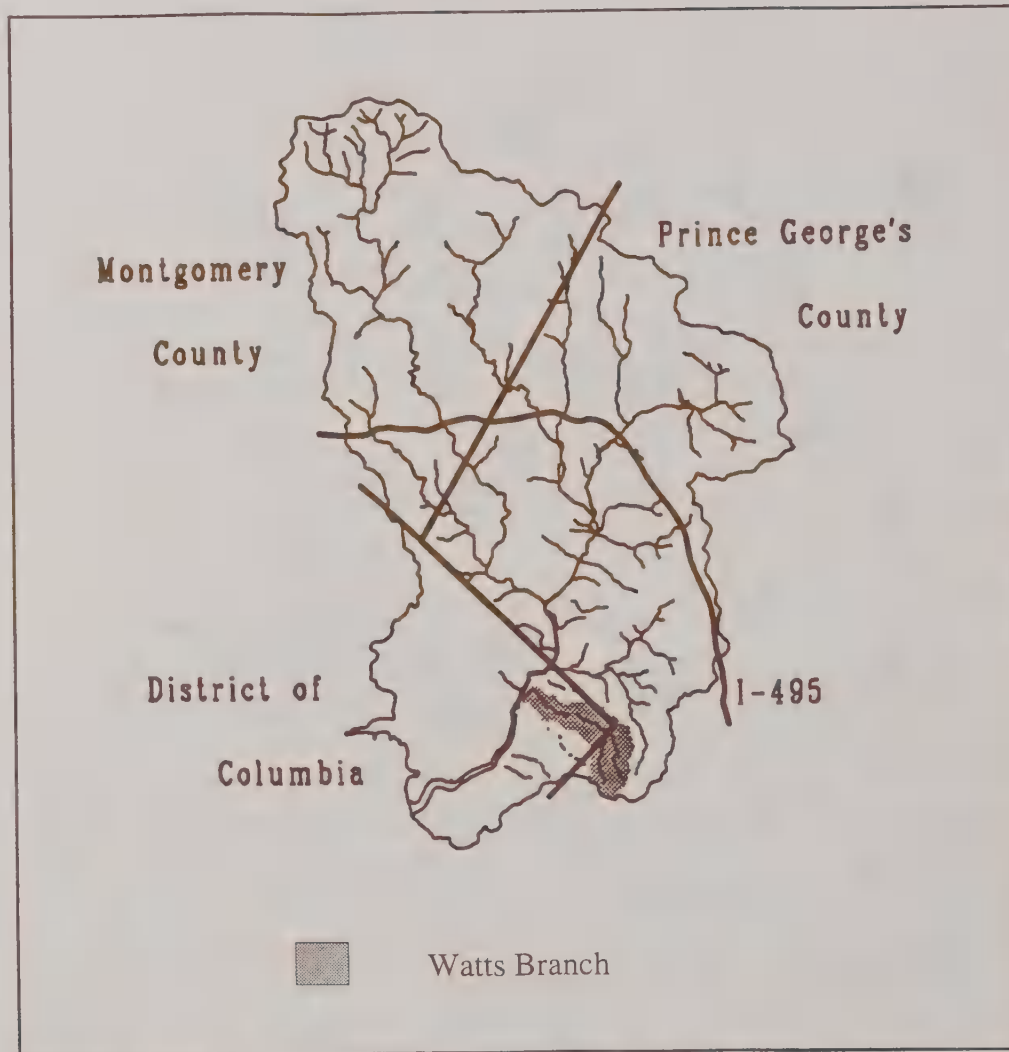 Montgomery
County
Prince George's
County
District of
Columbia
I-495
Watts Branch